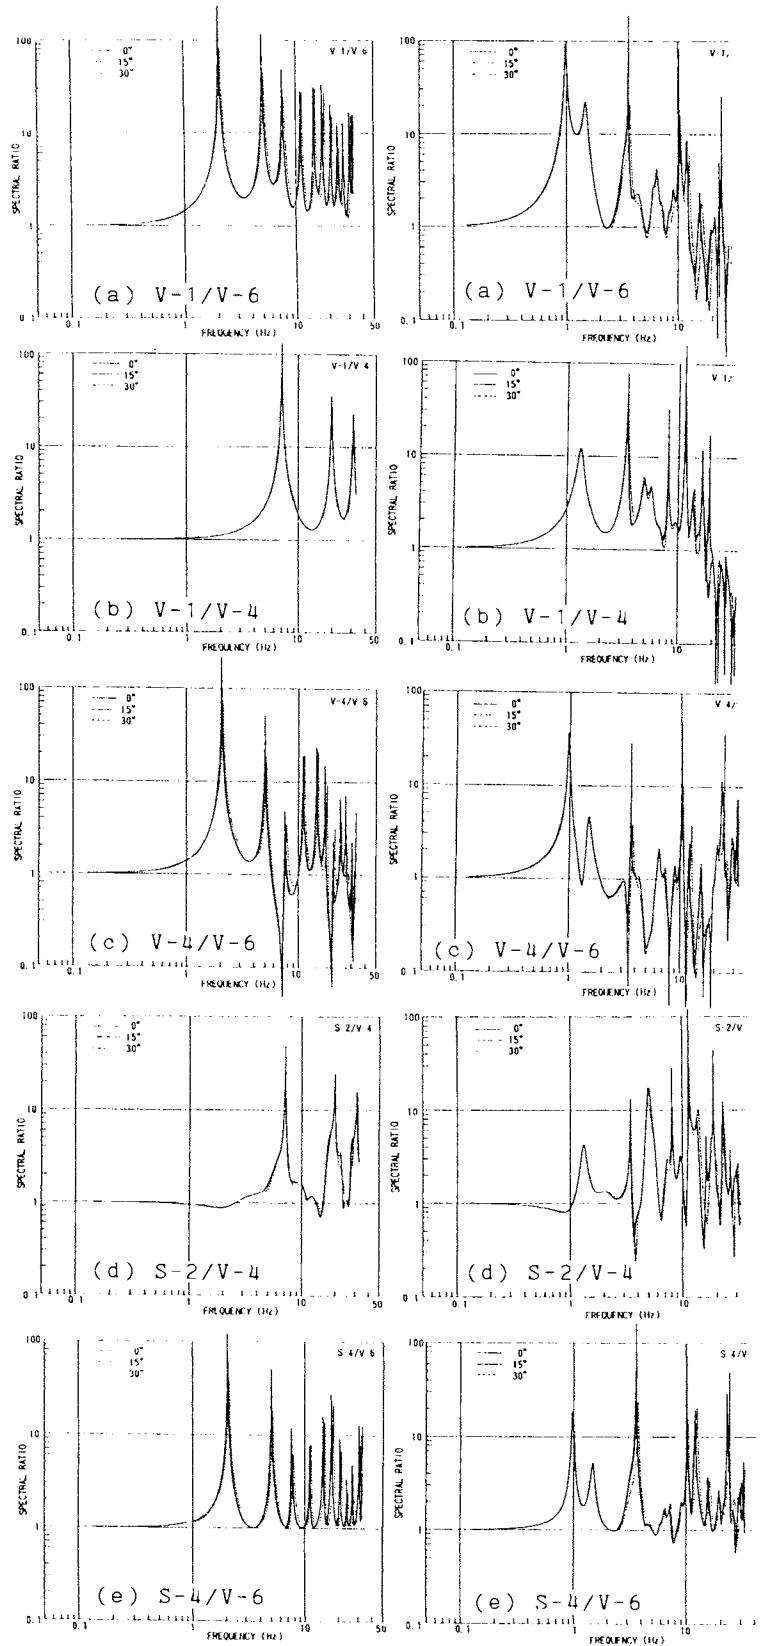 100
10
1
0.1
SPECTRAL RATIO
0°
15°
30°
V-1/V-6
(a) V-1/V-6
0.1
1
10
50
FREQUENCY (Hz)
100
10
1
0.1
SPECTRAL RATIO
0°
15°
30°
V-1/
(a) V-1/V-6
0.1
1
10
FREQUENCY (Hz)
100
10
1
0.1
SPECTRAL RATIO
0°
15°
30°
V-1/V-4
(b) V-1/V-4
0.1
1
10
50
FREQUENCY (Hz)
100
10
1
0.1
SPECTRAL RATIO
0°
15°
30°
V-1/
(b) V-1/V-4
0.1
1
10
FREQUENCY (Hz)
100
10
1
0.1
SPECTRAL RATIO
0°
15°
30°
V-4/V-6
(c) V-4/V-6
0.1
1
10
50
FREQUENCY (Hz)
100
10
1
0.1
SPECTRAL RATIO
0°
15°
30°
V-4/
(c) V-4/V-6
0.1
1
10
FREQUENCY (Hz)
100
10
1
0.1
SPECTRAL RATIO
0°
15°
30°
S-2/V-4
(d) S-2/V-4
0.1
1
10
50
FREQUENCY (Hz)
100
10
1
0.1
SPECTRAL RATIO
0°
15°
30°
S-2/V
(d) S-2/V-4
0.1
1
10
FREQUENCY (Hz)
100
10
1
0.1
SPECTRAL RATIO
0°
15°
30°
S-4/V-6
(e) S-4/V-6
0.1
1
10
50
FREQUENCY (Hz)
100
10
1
0.1
SPECTRAL RATIO
0°
15°
30°
S-4/V-
(e) S-4/V-6
0.1
1
10
FREQUENCY (Hz)